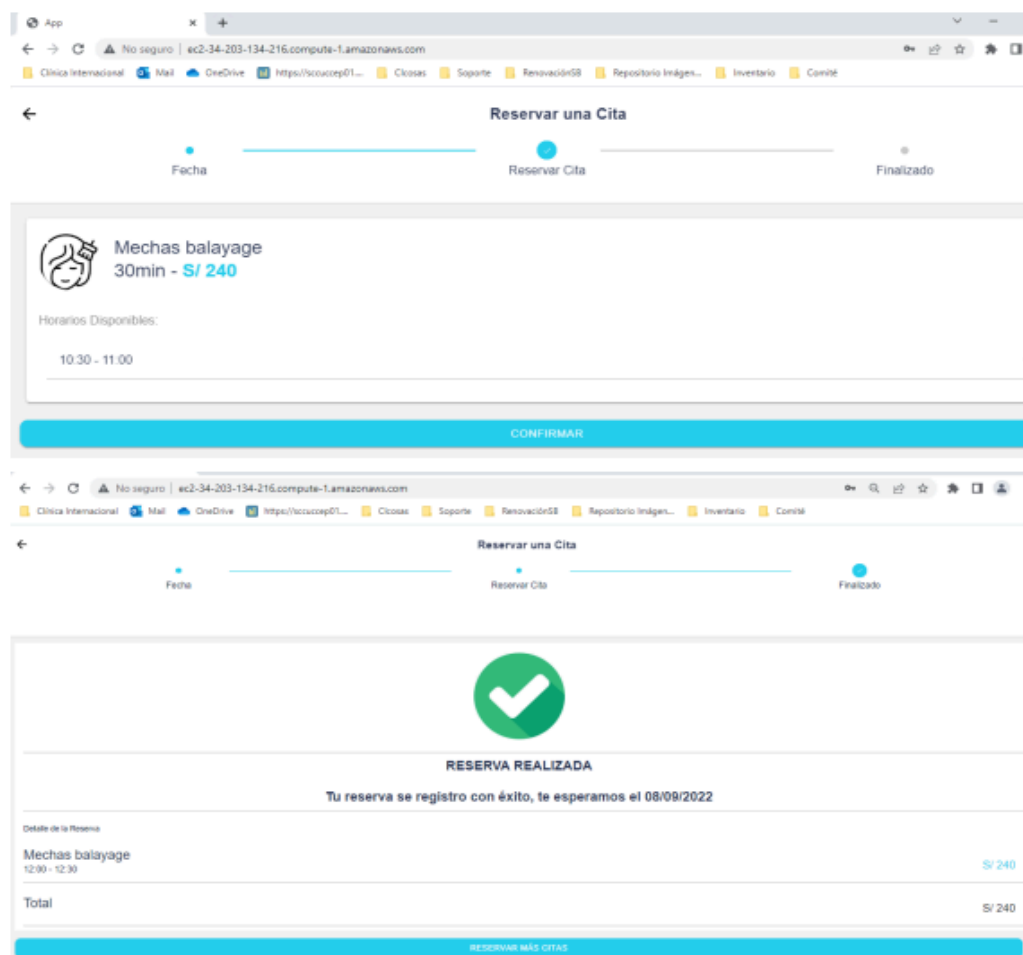 App
No seguro | ec2-34-203-134-216.compute-1.amazonaws.com
Clínica Internacional Mail OneDrive https://sccuccep01... Clcosas Soporte RenovaciónSB Repositorio Imágen... Inventario Comité
Reservar una Cita
Fecha Reservar Cita Finalizado
Mechas balayage
30min - S/ 240
Horarios Disponibles:
10:30 - 11:00
CONFIRMAR
No seguro | ec2-34-203-134-216.compute-1.amazonaws.com
Clínica Internacional Mail OneDrive https://sccuccep01... Clcosas Soporte RenovaciónSB Repositorio Imágen... Inventario Comité
Reservar una Cita
Fecha Reservar Cita Finalizado
RESERVA REALIZADA
Tu reserva se registro con éxito, te esperamos el 08/09/2022
Detalle de la Reserva
Mechas balayage
12:00 - 12:30 S/ 240
Total S/ 240
RESERVAR MÁS CITAS